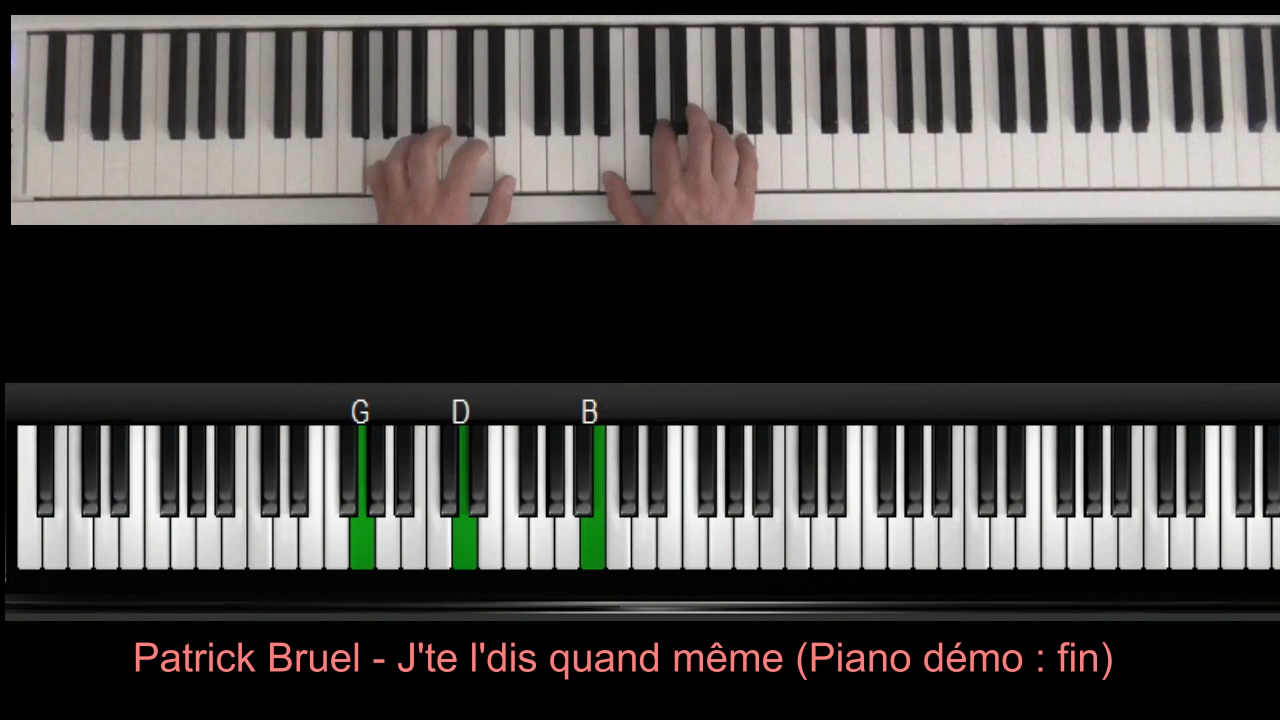 G D B
Patrick Bruel - J'te l'dis quand même (Piano démo : fin)